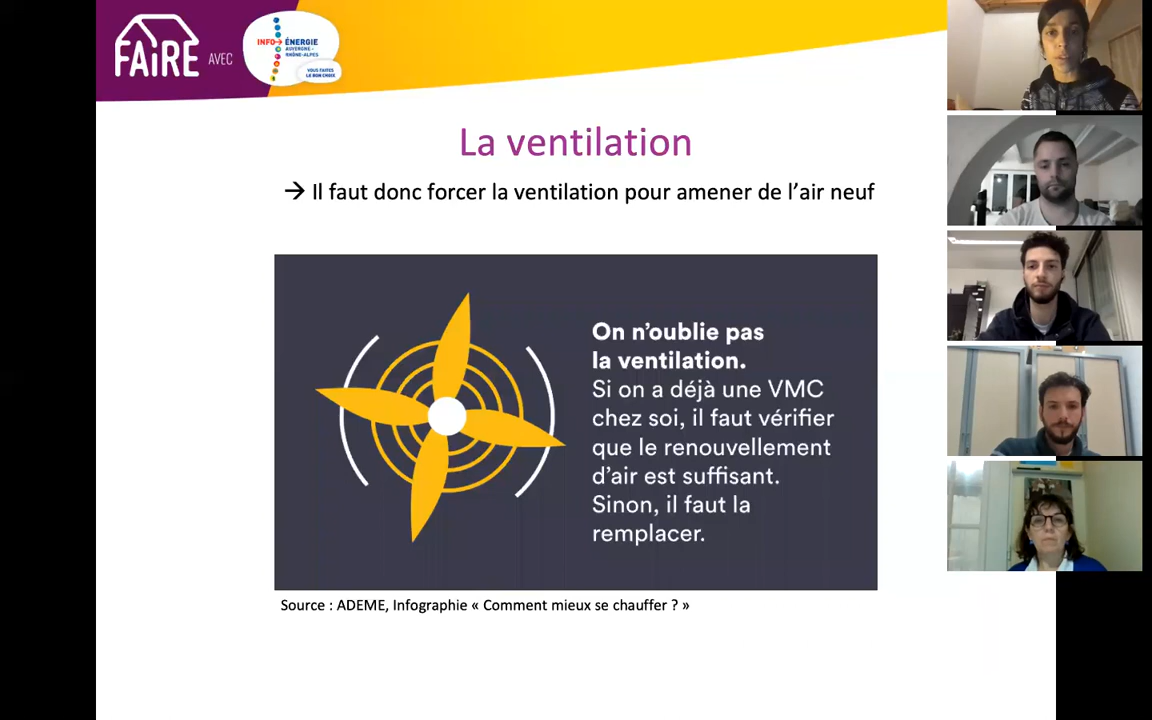 FAiRE AVEC
INFO→ÉNERGIE
AUVERGNE -
RHÔNE-ALPES
VOUS FAITES
LE BON CHOIX
La ventilation
→ Il faut donc forcer la ventilation pour amener de l’air neuf
On n’oublie pas
la ventilation.
Si on a déjà une VMC
chez soi, il faut vérifier
que le renouvellement
d’air est suffisant.
Sinon, il faut la
remplacer.
Source : ADEME, Infographie « Comment mieux se chauffer ? »